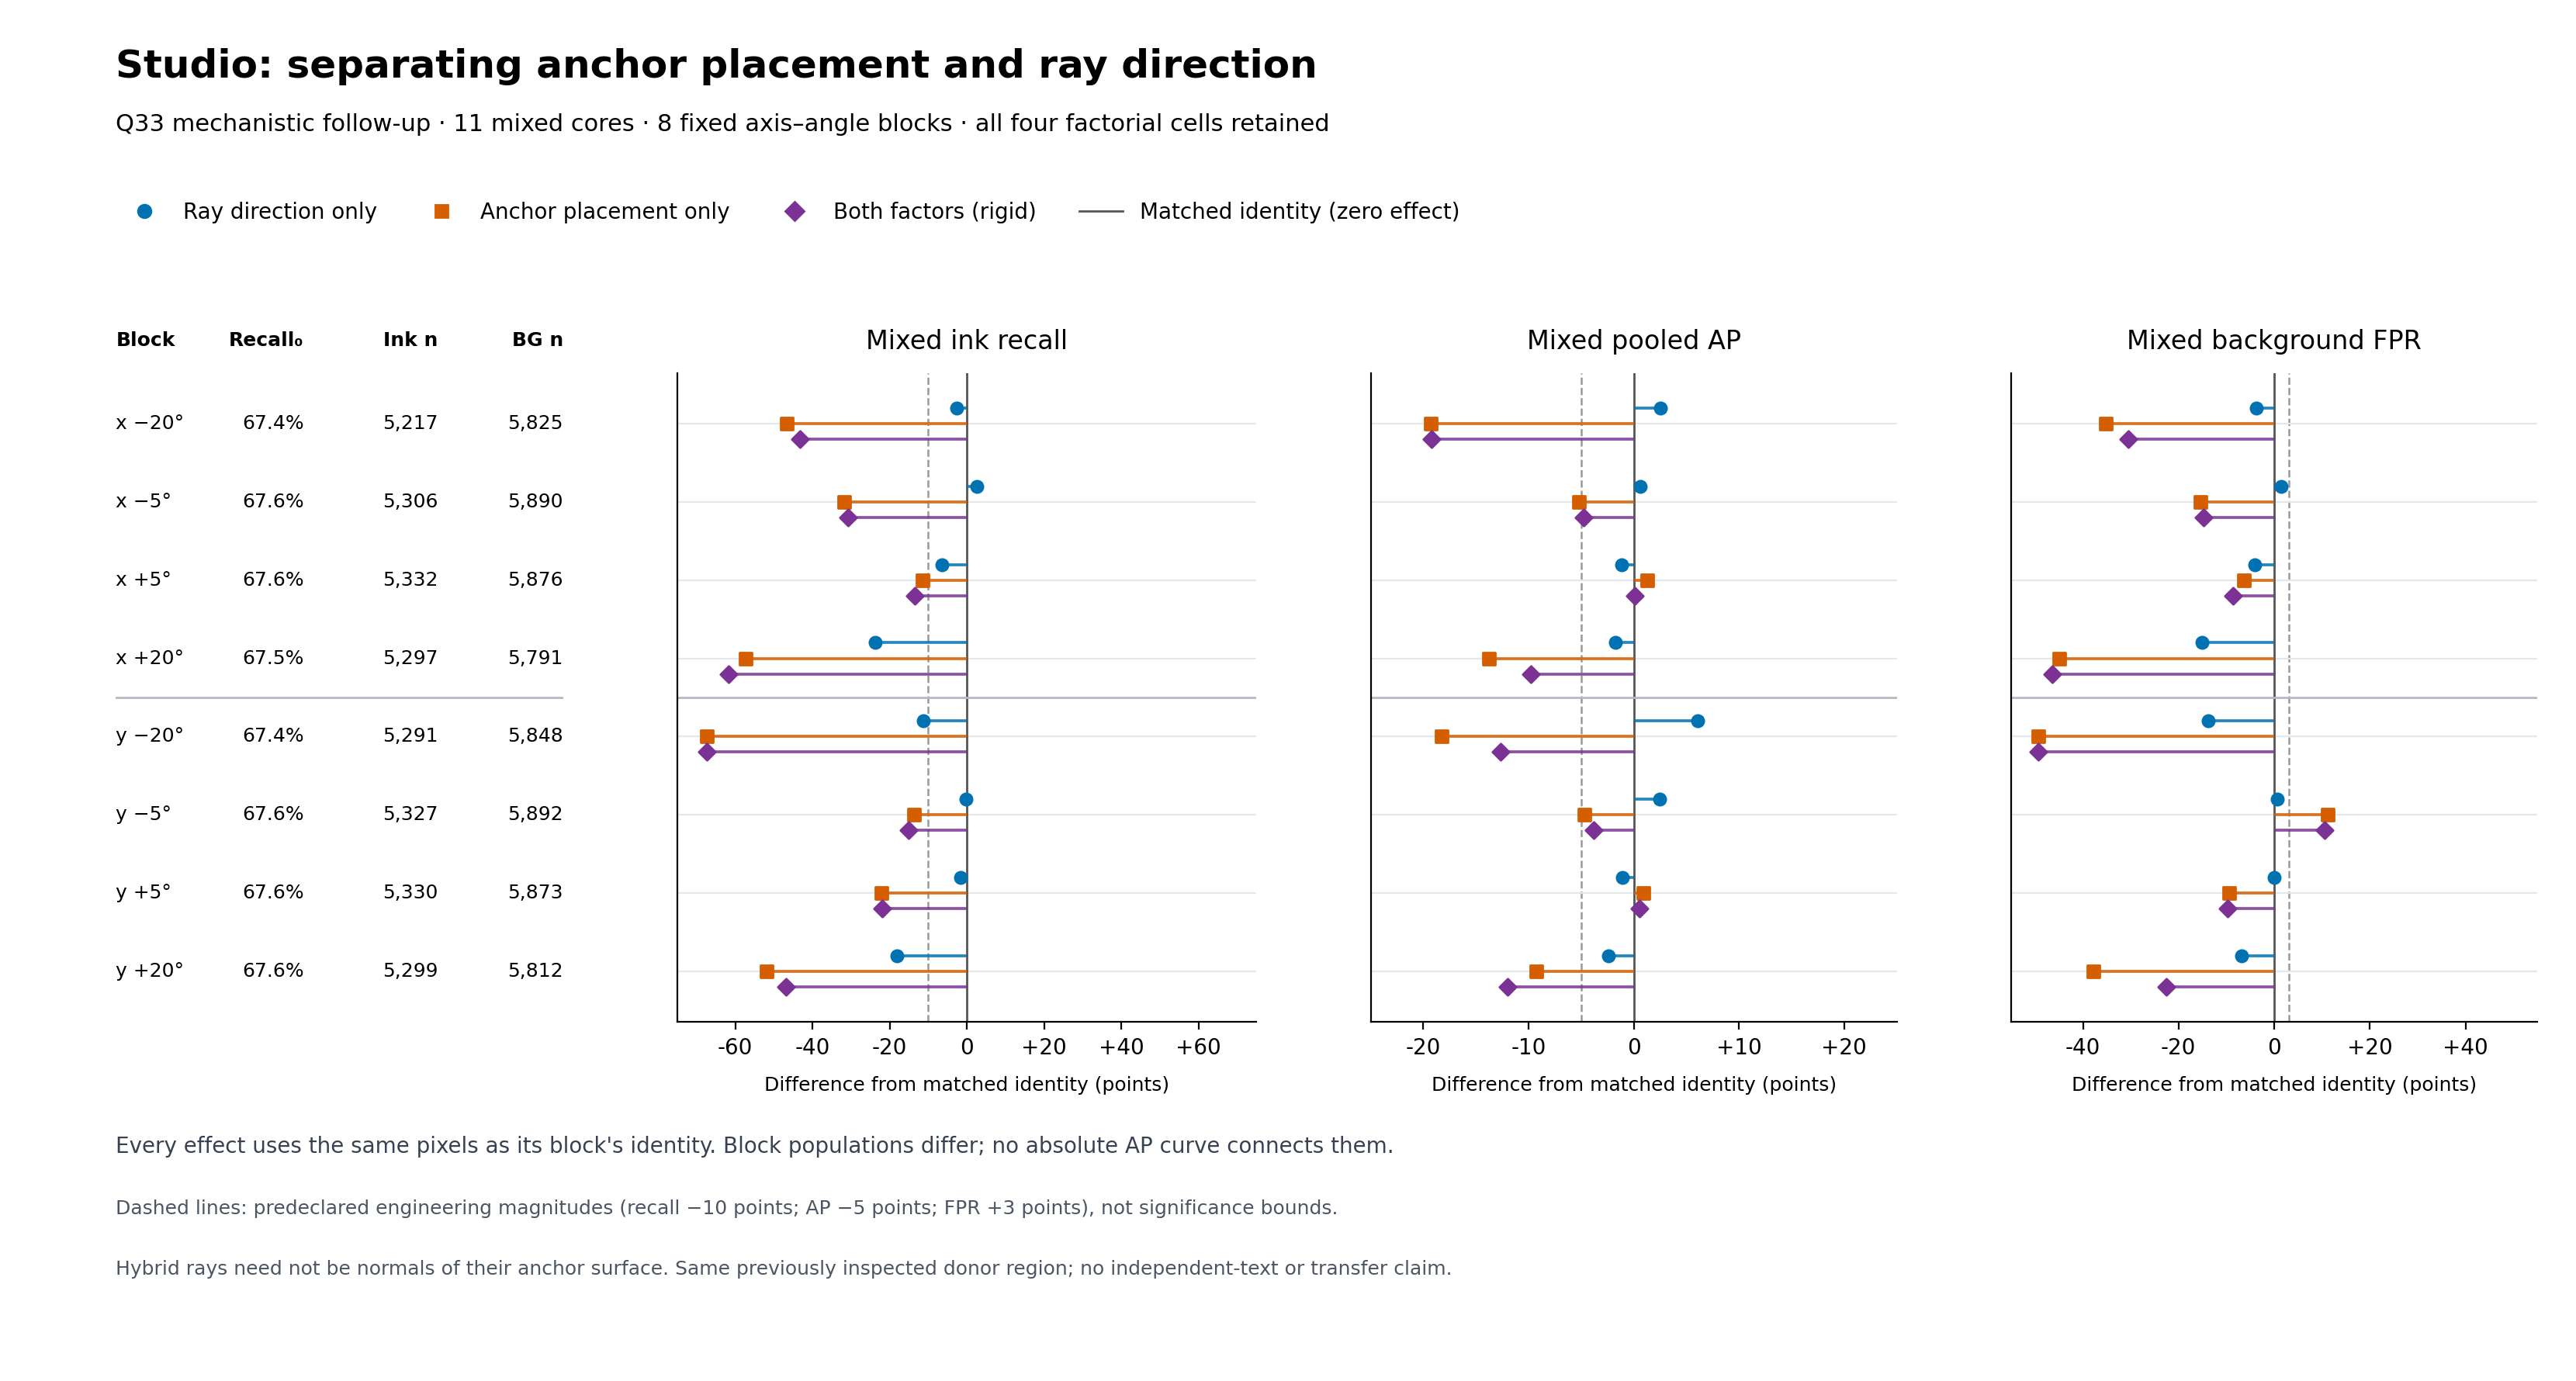 Studio: separating anchor placement and ray direction
Q33 mechanistic follow-up · 11 mixed cores · 8 fixed axis–angle blocks · all four factorial cells retained
Ray direction only Anchor placement only Both factors (rigid) Matched identity (zero effect)
Block Recall₀ Ink n BG n Mixed ink recall Mixed pooled AP Mixed background FPR
x −20° 67.4% 5,217 5,825
x −5° 67.6% 5,306 5,890
x +5° 67.6% 5,332 5,876
x +20° 67.5% 5,297 5,791
y −20° 67.4% 5,291 5,848
y −5° 67.6% 5,327 5,892
y +5° 67.6% 5,330 5,873
y +20° 67.6% 5,299 5,812
-60 -40 -20 0 +20 +40 +60 -20 -10 0 +10 +20 -40 -20 0 +20 +40
Difference from matched identity (points) Difference from matched identity (points) Difference from matched identity (points)
Every effect uses the same pixels as its block's identity. Block populations differ; no absolute AP curve connects them.
Dashed lines: predeclared engineering magnitudes (recall −10 points; AP −5 points; FPR +3 points), not significance bounds.
Hybrid rays need not be normals of their anchor surface. Same previously inspected donor region; no independent-text or transfer claim.